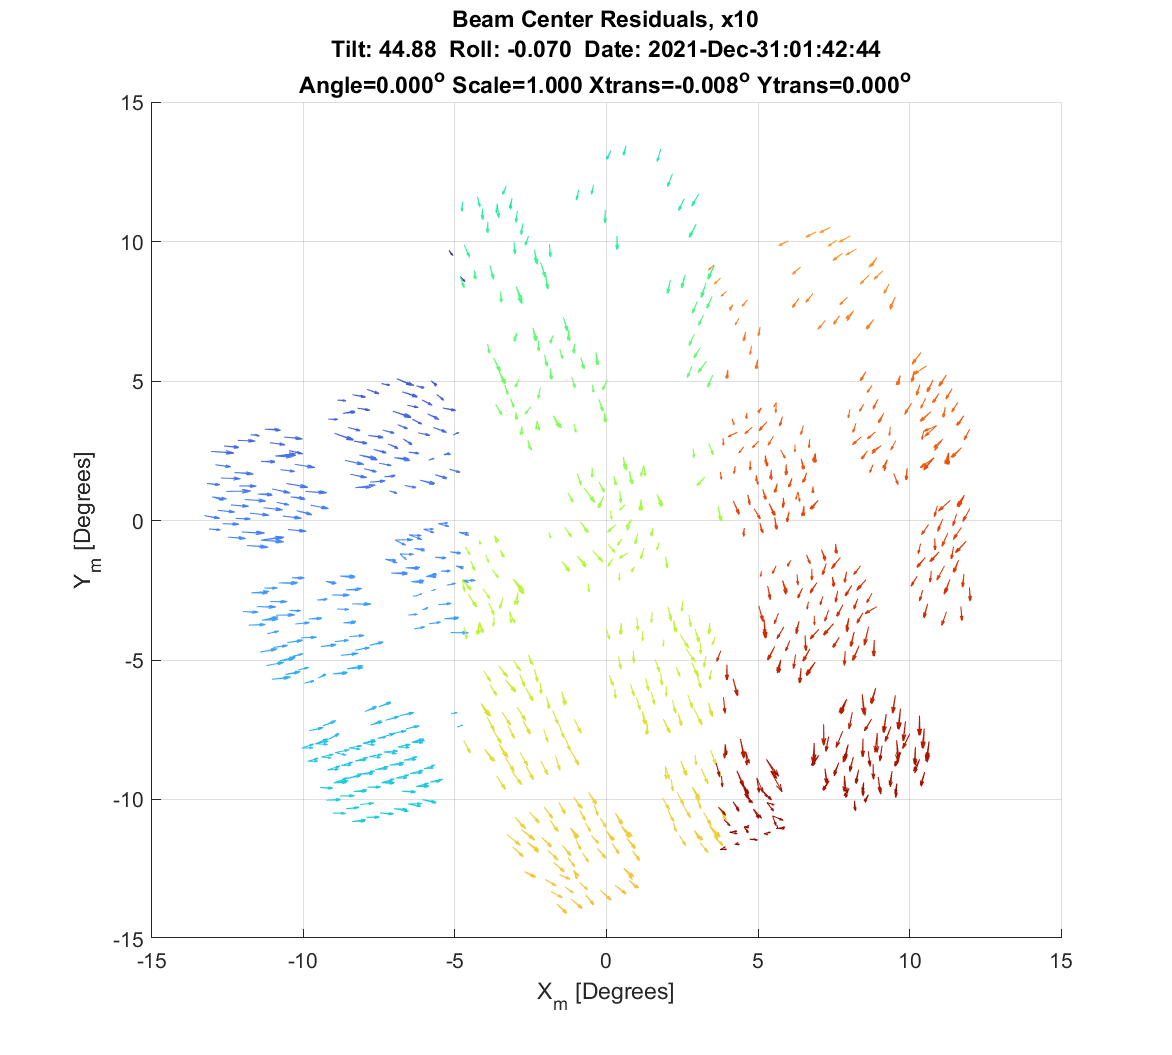 Beam Center Residuals, x10
Tilt: 44.88 Roll: -0.070 Date: 2021-Dec-31:01:42:44
Angle=0.000° Scale=1.000 Xtrans=-0.008° Ytrans=0.000°
15
10
5
0
-5
-10
-15
Y_m [Degrees]
-15 -10 -5 0 5 10 15
X_m [Degrees]